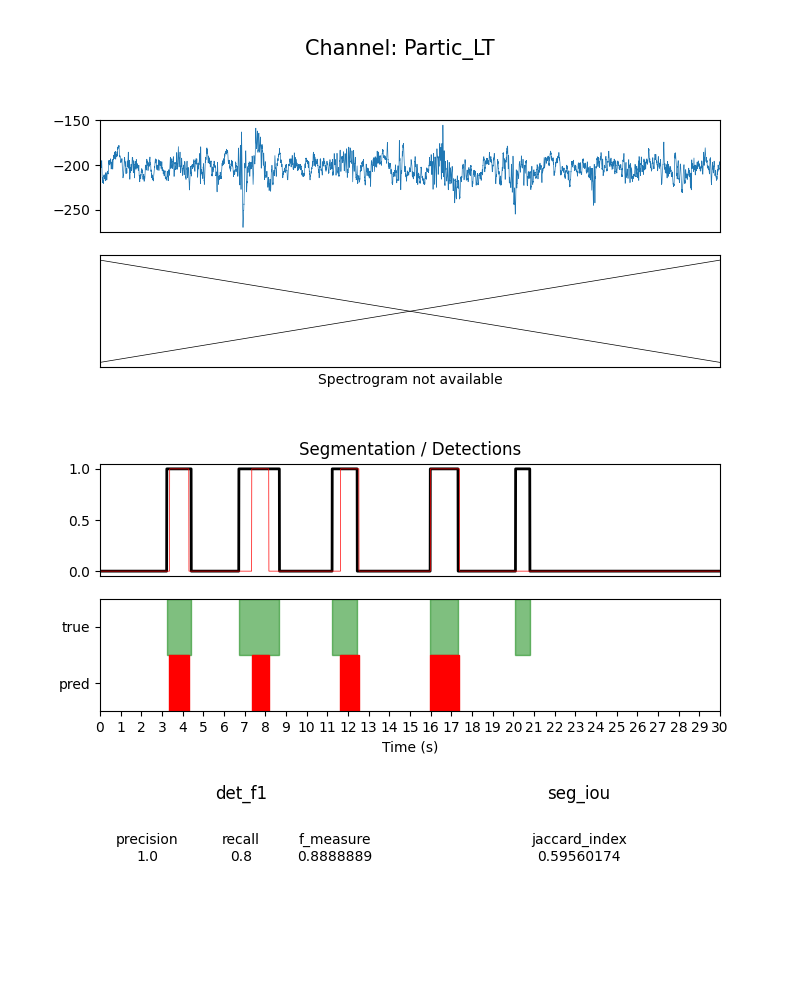 Channel: Partic_LT
−150
−200
−250
Spectrogram not available
Segmentation / Detections
1.0
0.5
0.0
true
pred
0 1 2 3 4 5 6 7 8 9 10 11 12 13 14 15 16 17 18 19 20 21 22 23 24 25 26 27 28 29 30
Time (s)
det_f1 seg_iou
precision recall f_measure jaccard_index
1.0 0.8 0.8888889 0.59560174